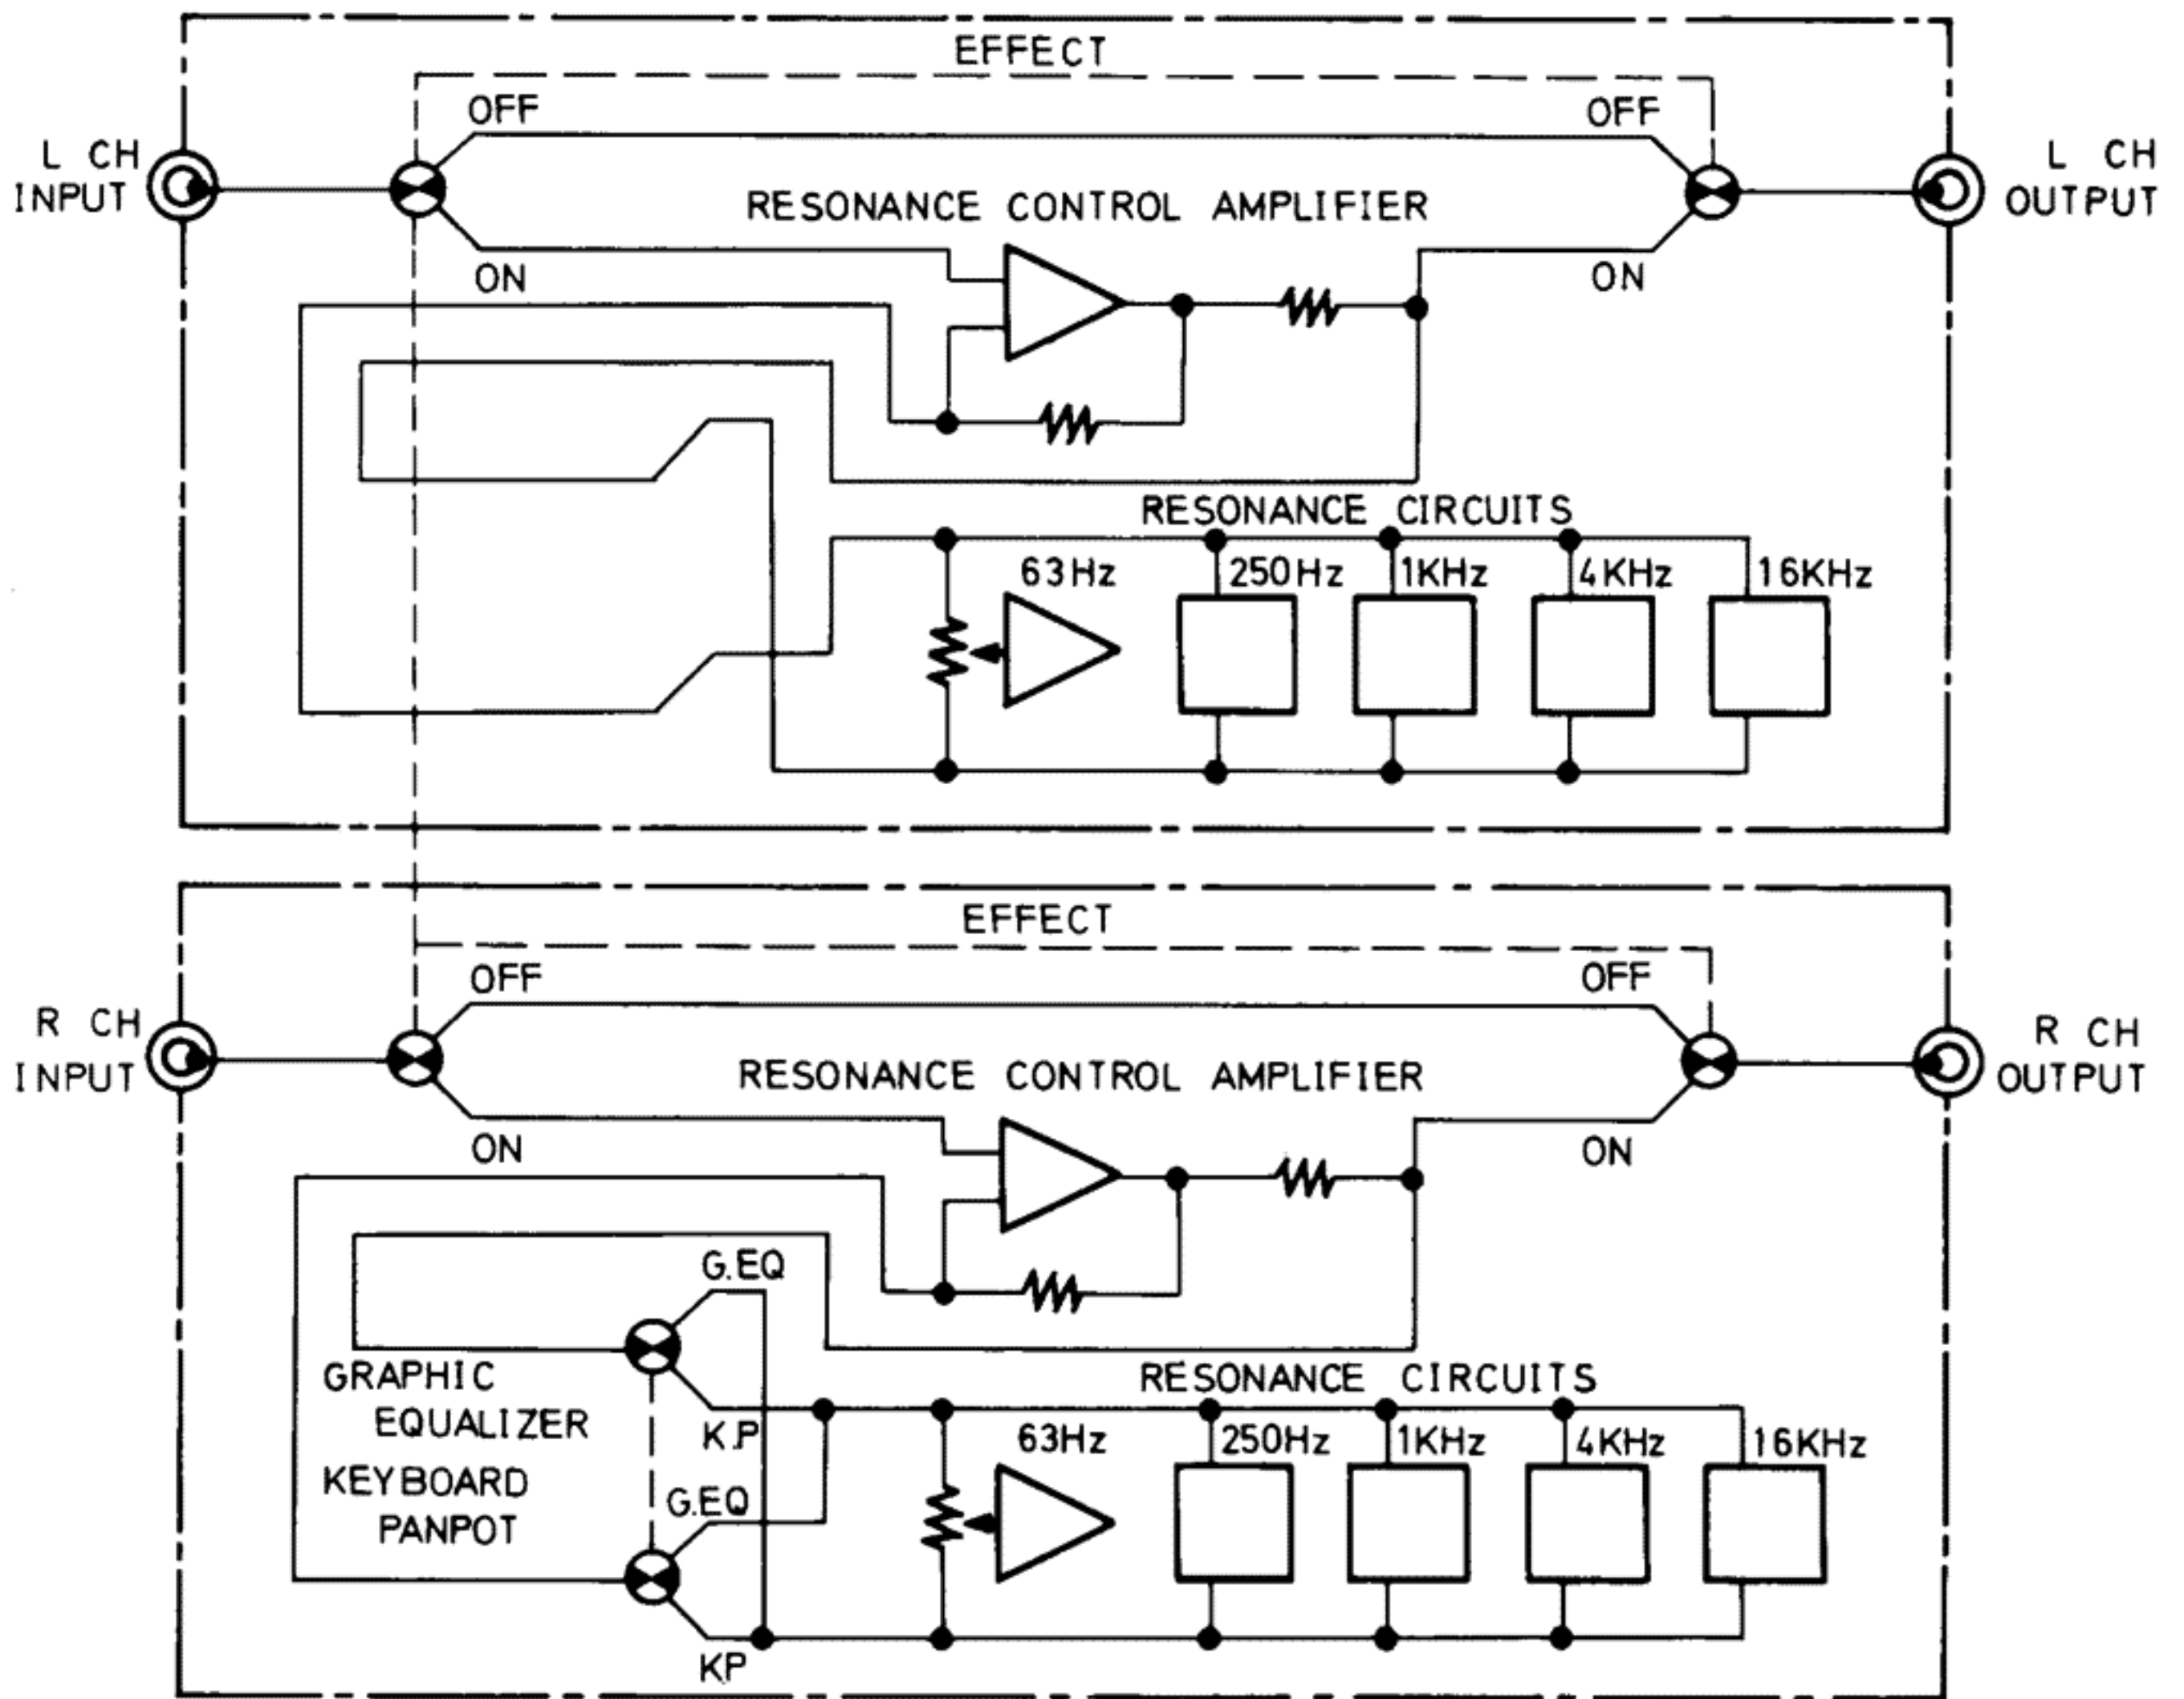 EFFECT
OFF
OFF
L CH
INPUT
L CH
OUTPUT
RESONANCE CONTROL AMPLIFIER
ON
ON
RESONANCE CIRCUITS
63Hz
250Hz
1KHz
4KHz
16KHz
EFFECT
OFF
OFF
R CH
INPUT
R CH
OUTPUT
RESONANCE CONTROL AMPLIFIER
ON
ON
G.EQ
GRAPHIC
EQUALIZER
RESONANCE CIRCUITS
K.P
63Hz
250Hz
1KHz
4KHz
16KHz
KEYBOARD
PANPOT
G.EQ
KP